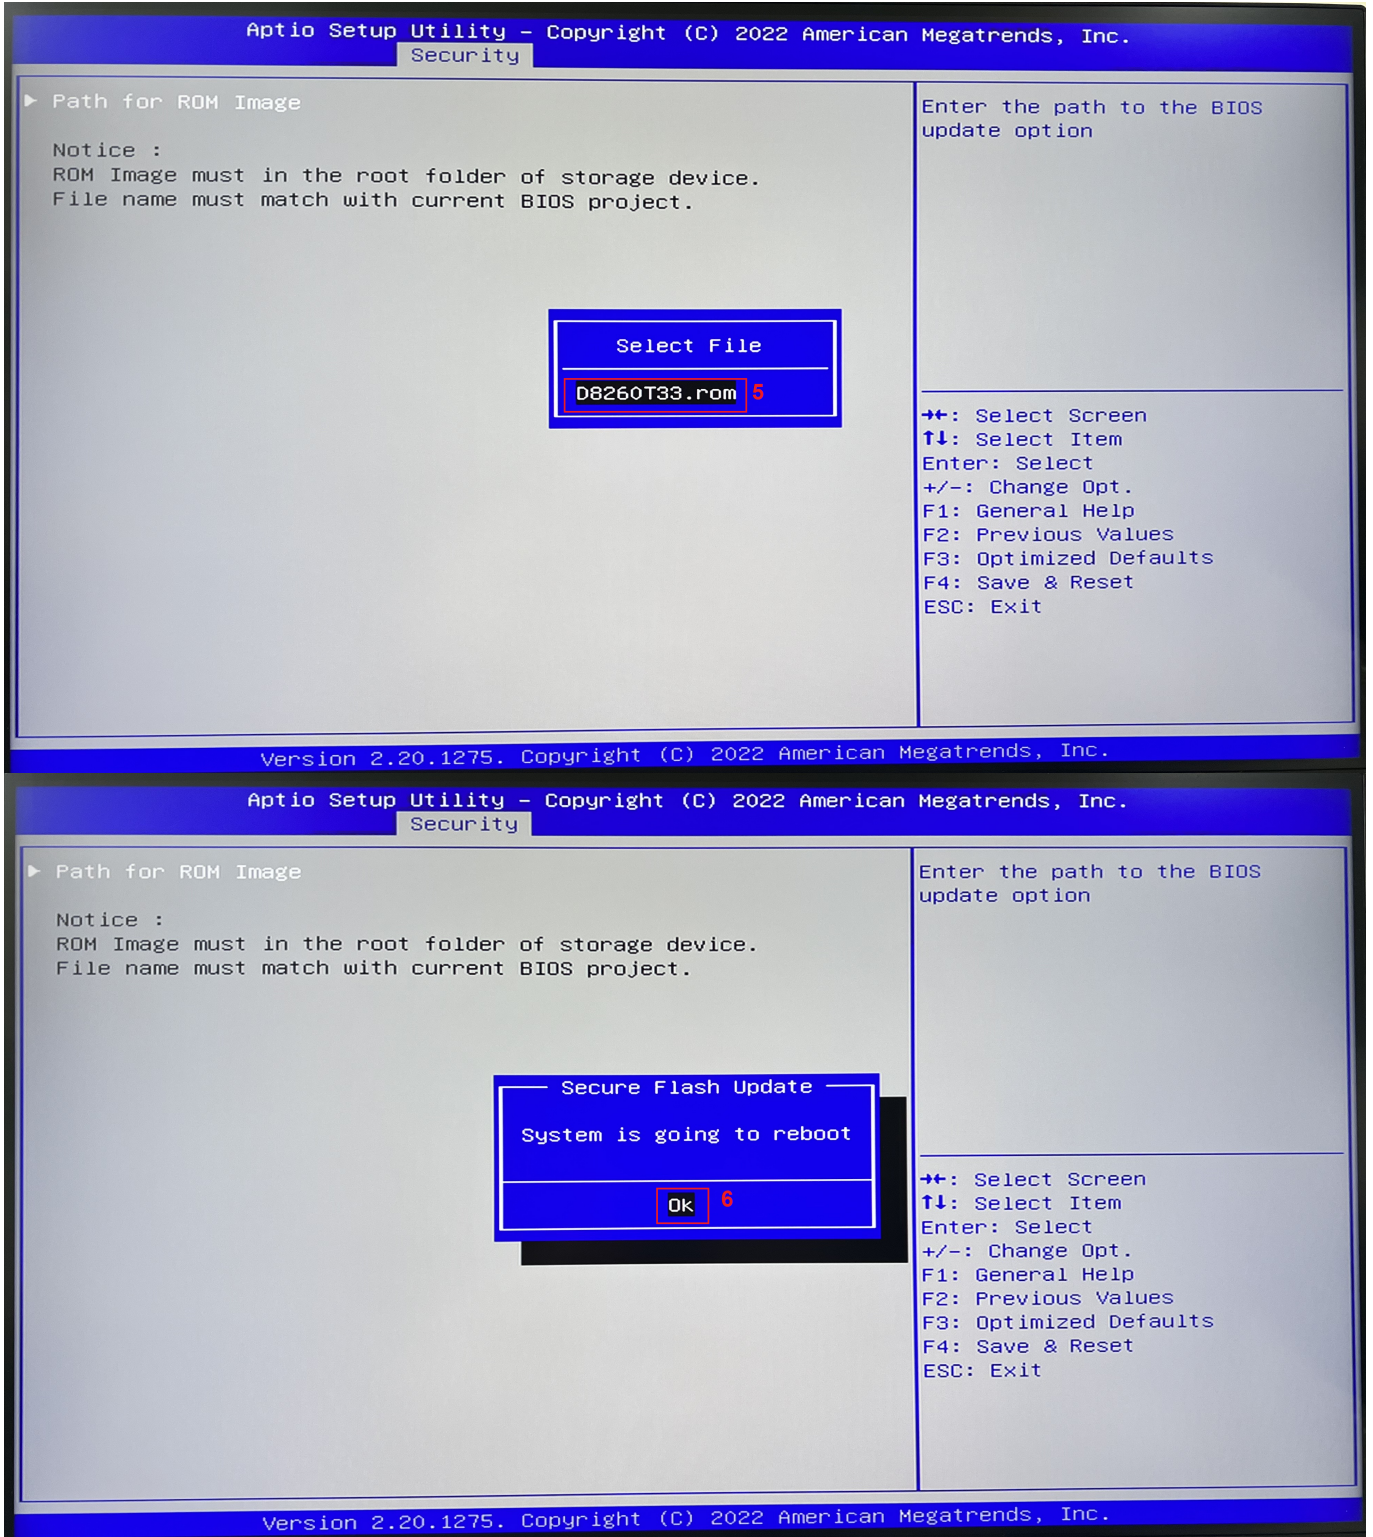 Aptio Setup Utility – Copyright (C) 2022 American Megatrends, Inc.
Security
Path for ROM Image
Notice :
ROM Image must in the root folder of storage device.
File name must match with current BIOS project.
Enter the path to the BIOS
update option
Select File
D8260T33.rom 5
→←: Select Screen
↑↓: Select Item
Enter: Select
+/-: Change Opt.
F1: General Help
F2: Previous Values
F3: Optimized Defaults
F4: Save & Reset
ESC: Exit
Version 2.20.1275. Copyright (C) 2022 American Megatrends, Inc.
Aptio Setup Utility – Copyright (C) 2022 American Megatrends, Inc.
Security
Path for ROM Image
Notice :
ROM Image must in the root folder of storage device.
File name must match with current BIOS project.
Enter the path to the BIOS
update option
Secure Flash Update
System is going to reboot
Ok 6
→←: Select Screen
↑↓: Select Item
Enter: Select
+/-: Change Opt.
F1: General Help
F2: Previous Values
F3: Optimized Defaults
F4: Save & Reset
ESC: Exit
Version 2.20.1275. Copyright (C) 2022 American Megatrends, Inc.